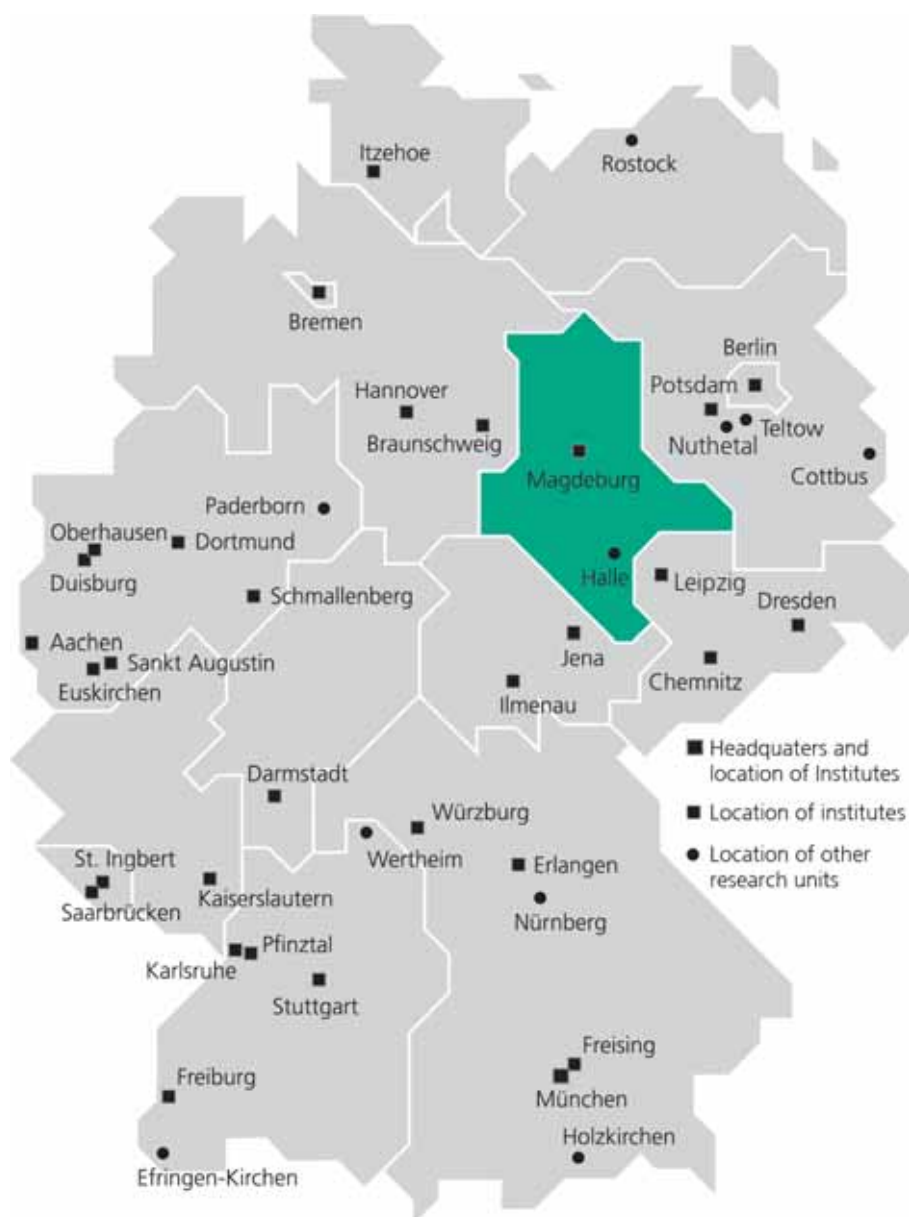 Itzehoe
Rostock
Bremen
Berlin
Hannover
Potsdam
Braunschweig
Teltow
Nuthetal
Magdeburg
Cottbus
Paderborn
Oberhausen
Dortmund
Duisburg
Halle
Leipzig
Schmallenberg
Dresden
Aachen
Sankt Augustin
Jena
Euskirchen
Chemnitz
Ilmenau
Headquaters and
location of Institutes
Darmstadt
Würzburg
Location of institutes
Wertheim
St. Ingbert
Erlangen
Location of other
research units
Kaiserslautern
Saarbrücken
Nürnberg
Pfinztal
Karlsruhe
Stuttgart
Freising
Freiburg
München
Holzkirchen
Efringen-Kirchen